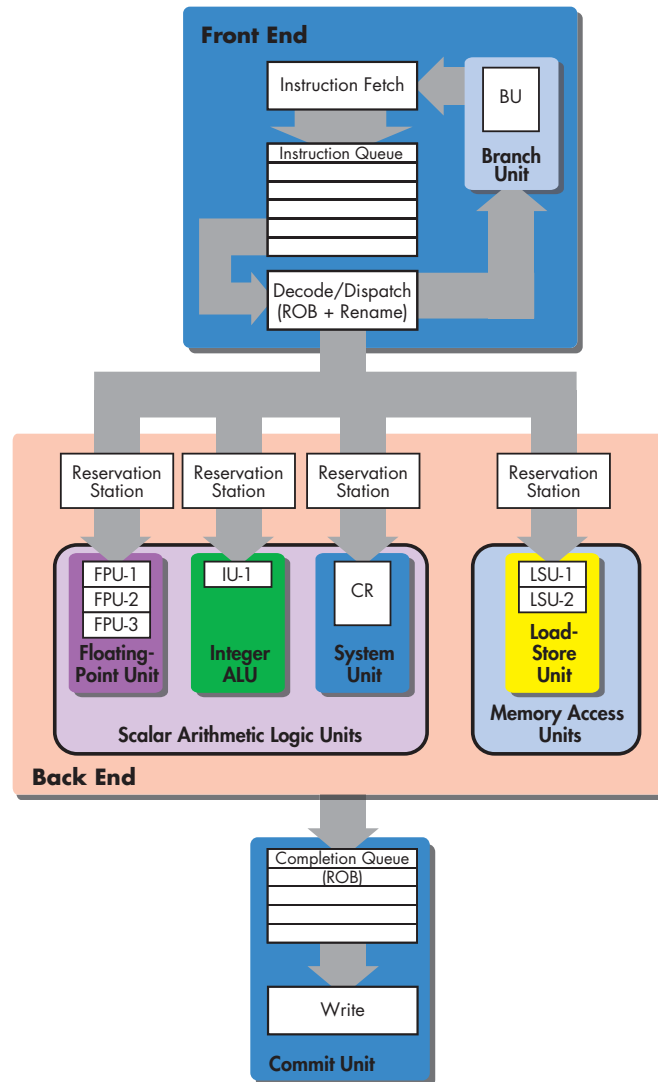 Front End
Instruction Fetch
BU
Branch
Unit
Instruction Queue
Decode/Dispatch
(ROB + Rename)
Reservation
Station
Reservation
Station
Reservation
Station
Reservation
Station
FPU-1
FPU-2
FPU-3
Floating-
Point Unit
IU-1
Integer
ALU
CR
System
Unit
Scalar Arithmetic Logic Units
LSU-1
LSU-2
Load-
Store
Unit
Memory Access
Units
Back End
Completion Queue
(ROB)
Write
Commit Unit